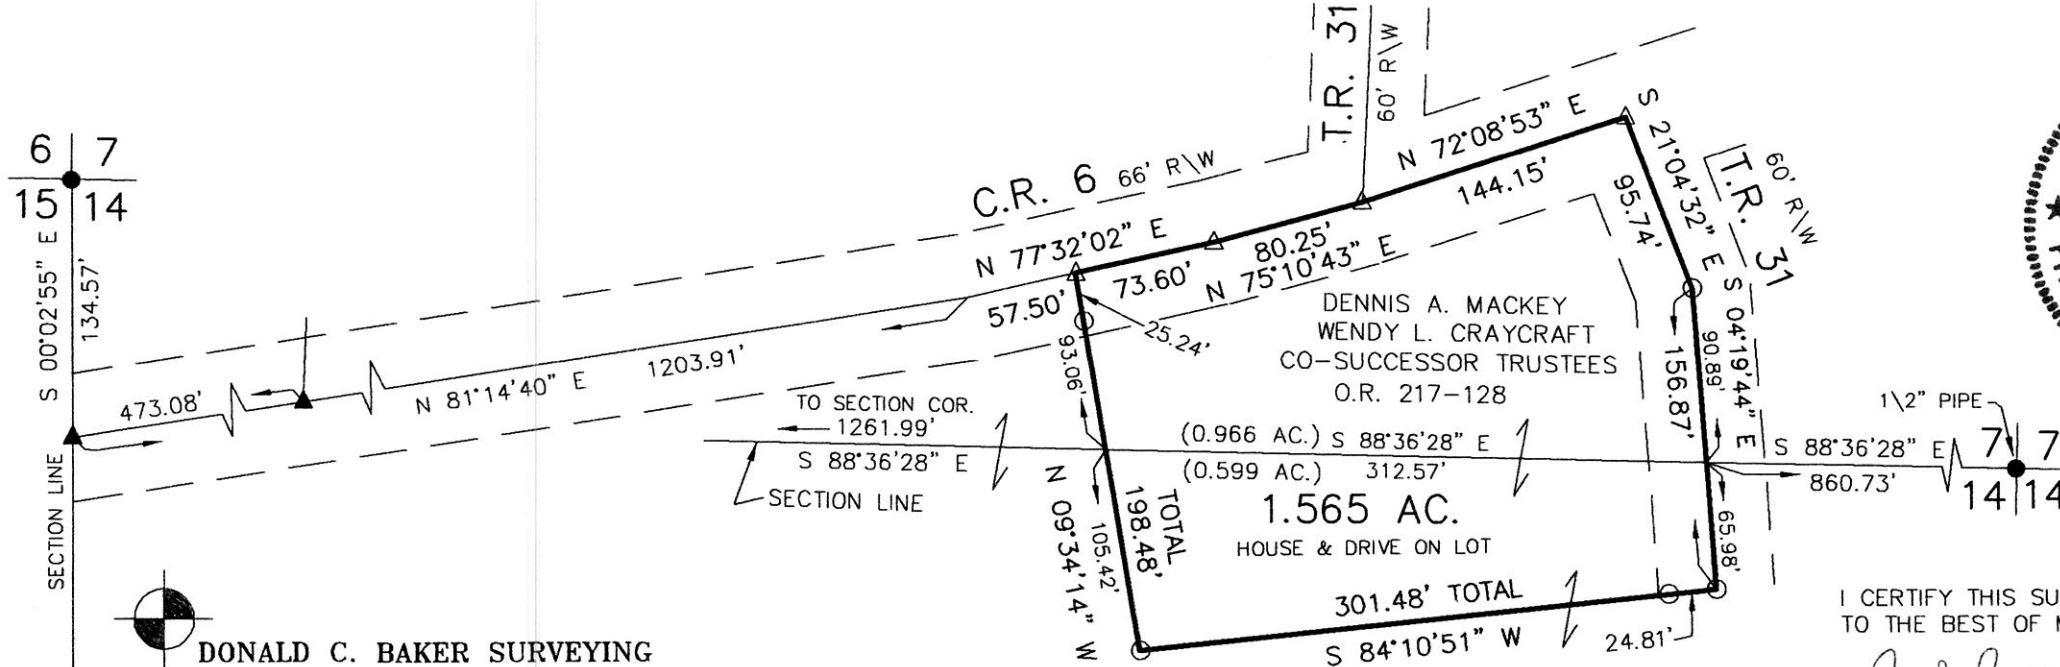 6 7
15 14
S 00°02'55" E
134.57'
SECTION LINE
473.08'
N 81°14'40" E
1203.91'
C.R. 6 66' R\W
T.R. 31
60' R\W
N 77°32'02" E
57.50'
73.60'
80.25'
N 75°10'43" E
N 72°08'53" E
144.15'
S 21°04'32" E
95.74'
T.R. 31
60' R\W
25.24'
93.06'
DENNIS A. MACKEY
WENDY L. CRAYCRAFT
CO-SUCCESSOR TRUSTEES
O.R. 217-128
156.87'
90.89'
S 04°19'44" E
TO SECTION COR.
1261.99'
S 88°36'28" E
SECTION LINE
(0.966 AC.) S 88°36'28" E
(0.599 AC.) 312.57'
1.565 AC.
HOUSE & DRIVE ON LOT
1\2" PIPE
S 88°36'28" E
860.73'
7 7
14 14
N 09°34'14" W
105.42'
TOTAL
198.48'
65.98'
301.48' TOTAL
S 84°10'51" W
24.81'
DONALD C. BAKER SURVEYING
I CERTIFY THIS SU
TO THE BEST OF